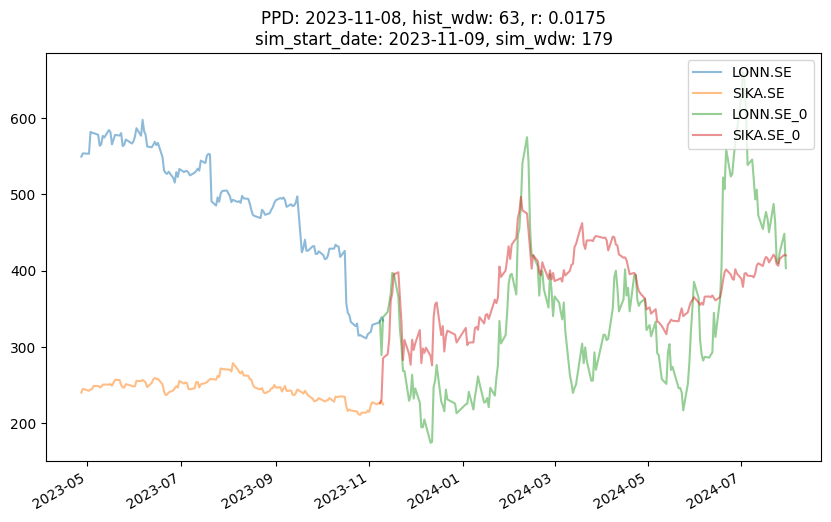 PPD: 2023-11-08, hist_wdw: 63, r: 0.0175
sim_start_date: 2023-11-09, sim_wdw: 179
LONN.SE
SIKA.SE
LONN.SE_0
SIKA.SE_0
600
500
400
300
200
2023-05
2023-07
2023-09
2023-11
2024-01
2024-03
2024-05
2024-07